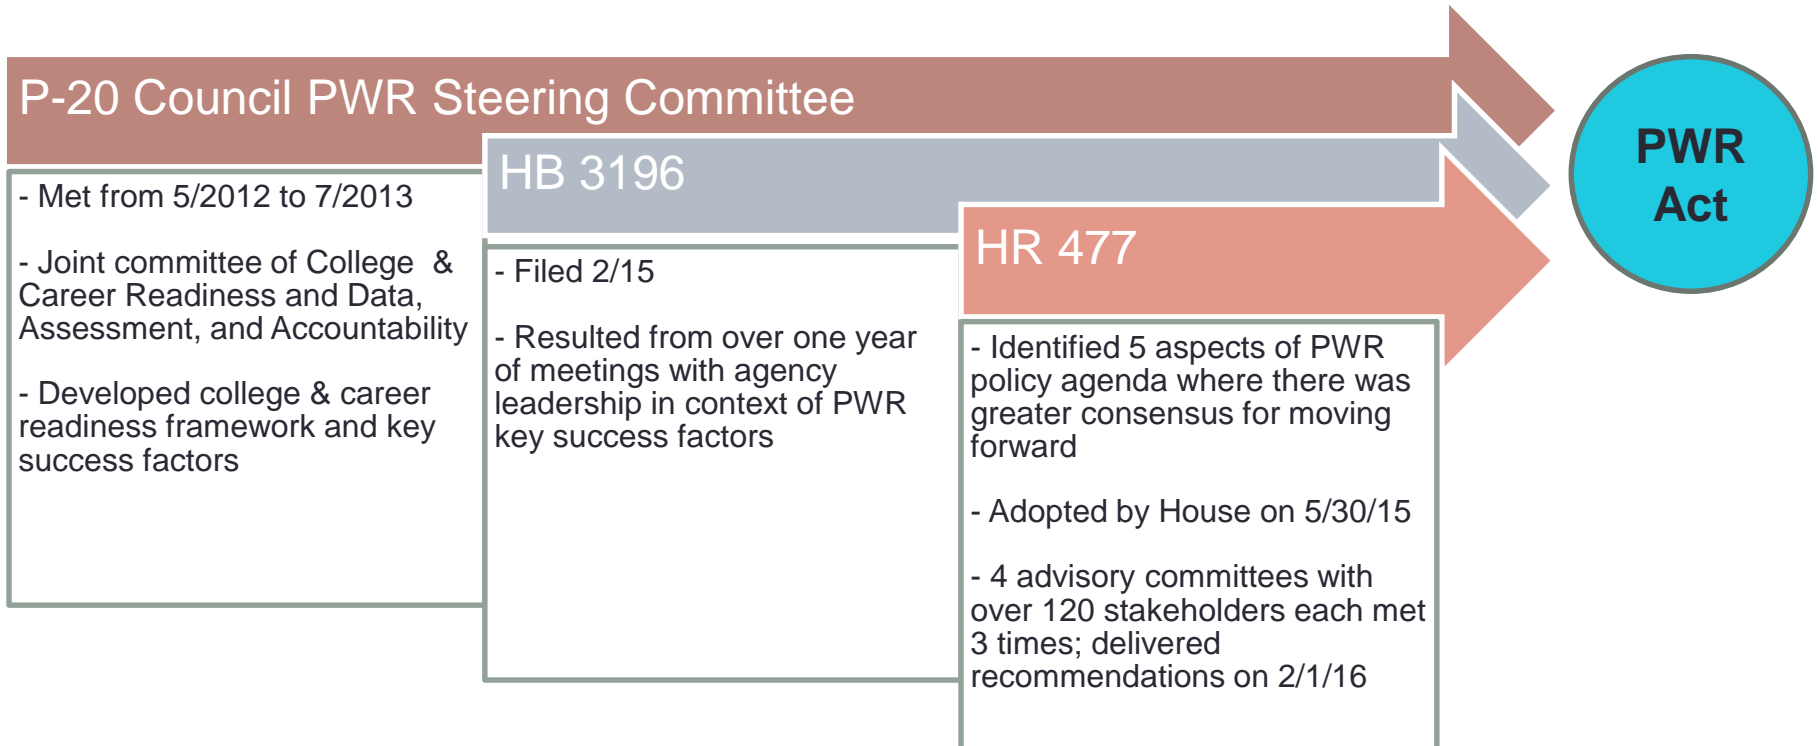 P-20 Council PWR Steering Committee
- Met from 5/2012 to 7/2013
- Joint committee of College &
Career Readiness and Data,
Assessment, and Accountability
- Developed college & career
readiness framework and key
success factors
HB 3196
- Filed 2/15
- Resulted from over one year
of meetings with agency
leadership in context of PWR
key success factors
HR 477
- Identified 5 aspects of PWR
policy agenda where there was
greater consensus for moving
forward
- Adopted by House on 5/30/15
- 4 advisory committees with
over 120 stakeholders each met
3 times; delivered
recommendations on 2/1/16
PWR
Act